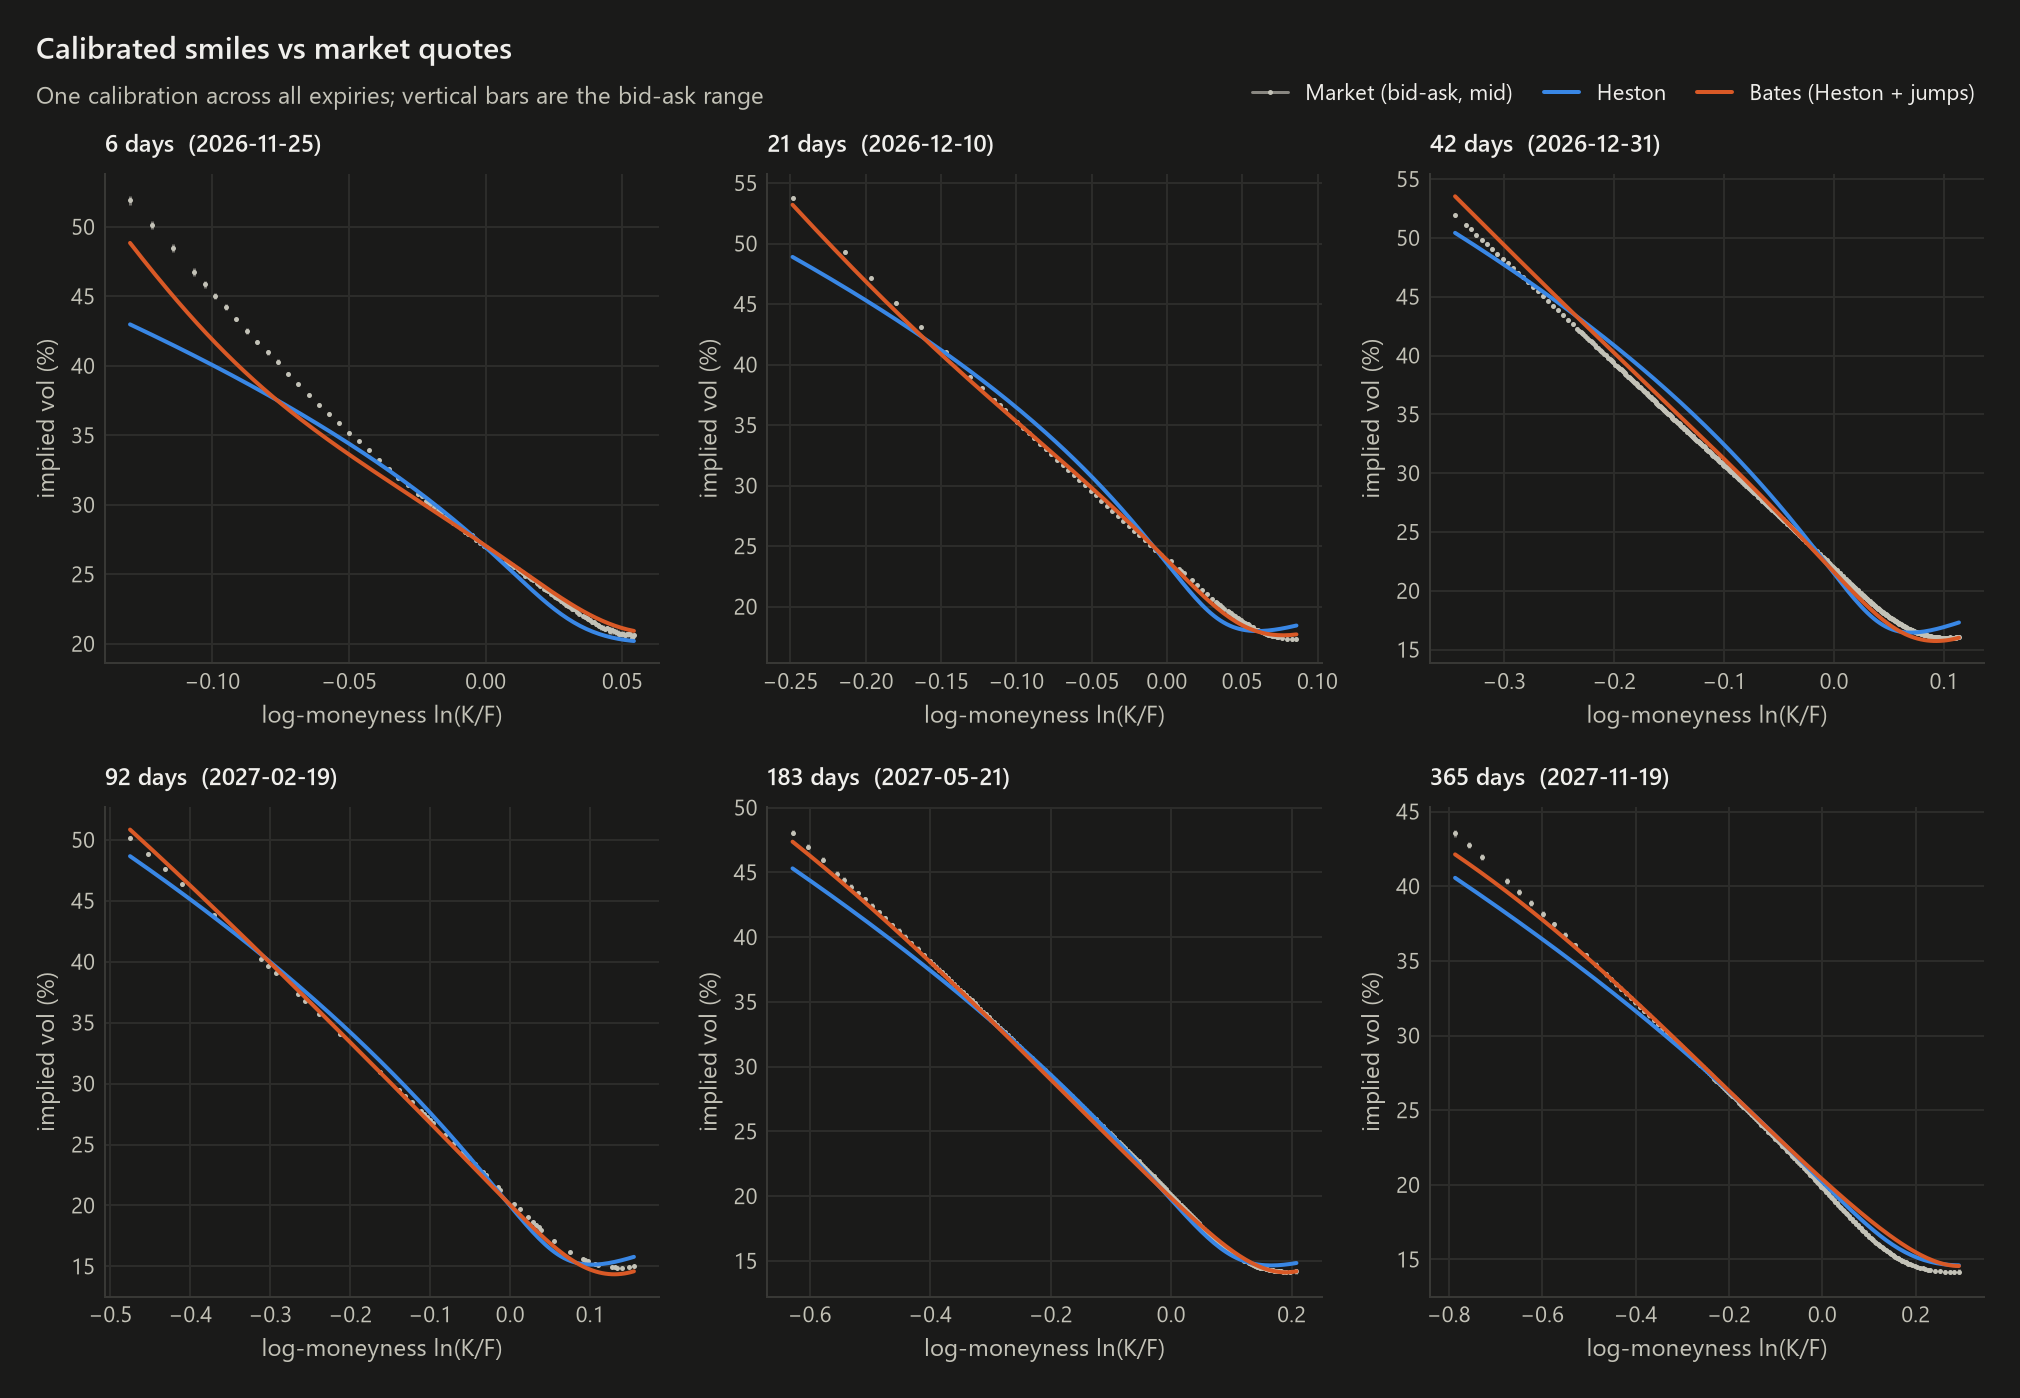 Calibrated smiles vs market quotes
One calibration across all expiries; vertical bars are the bid-ask range
Market (bid-ask, mid)
Heston
Bates (Heston + jumps)
6 days (2026-11-25)
50
45
40
35
30
25
20
implied vol (%)
−0.10 −0.05 0.00 0.05
log-moneyness ln(K/F)
21 days (2026-12-10)
55
50
45
40
35
30
25
20
implied vol (%)
−0.25 −0.20 −0.15 −0.10 −0.05 0.00 0.05 0.10
log-moneyness ln(K/F)
42 days (2026-12-31)
55
50
45
40
35
30
25
20
15
implied vol (%)
−0.3 −0.2 −0.1 0.0 0.1
log-moneyness ln(K/F)
92 days (2027-02-19)
50
45
40
35
30
25
20
15
implied vol (%)
−0.5 −0.4 −0.3 −0.2 −0.1 0.0 0.1
log-moneyness ln(K/F)
183 days (2027-05-21)
50
45
40
35
30
25
20
15
implied vol (%)
−0.6 −0.4 −0.2 0.0 0.2
log-moneyness ln(K/F)
365 days (2027-11-19)
45
40
35
30
25
20
15
implied vol (%)
−0.8 −0.6 −0.4 −0.2 0.0 0.2
log-moneyness ln(K/F)